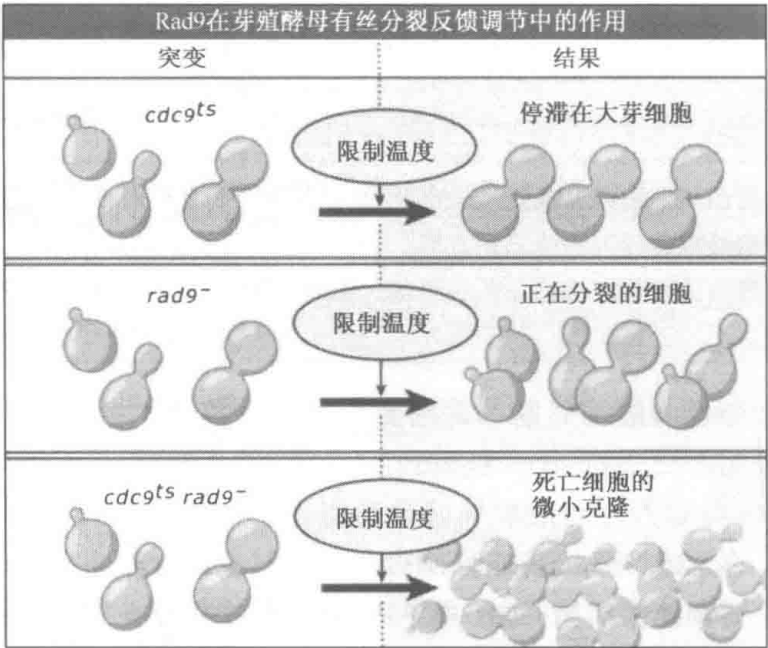 Rad9在芽殖酵母有丝分裂反馈调节中的作用
突变
结果
cdc9ts
限制温度
停滞在大芽细胞
rad9-
限制温度
正在分裂的细胞
cdc9ts rad9-
限制温度
死亡细胞的
微小克隆